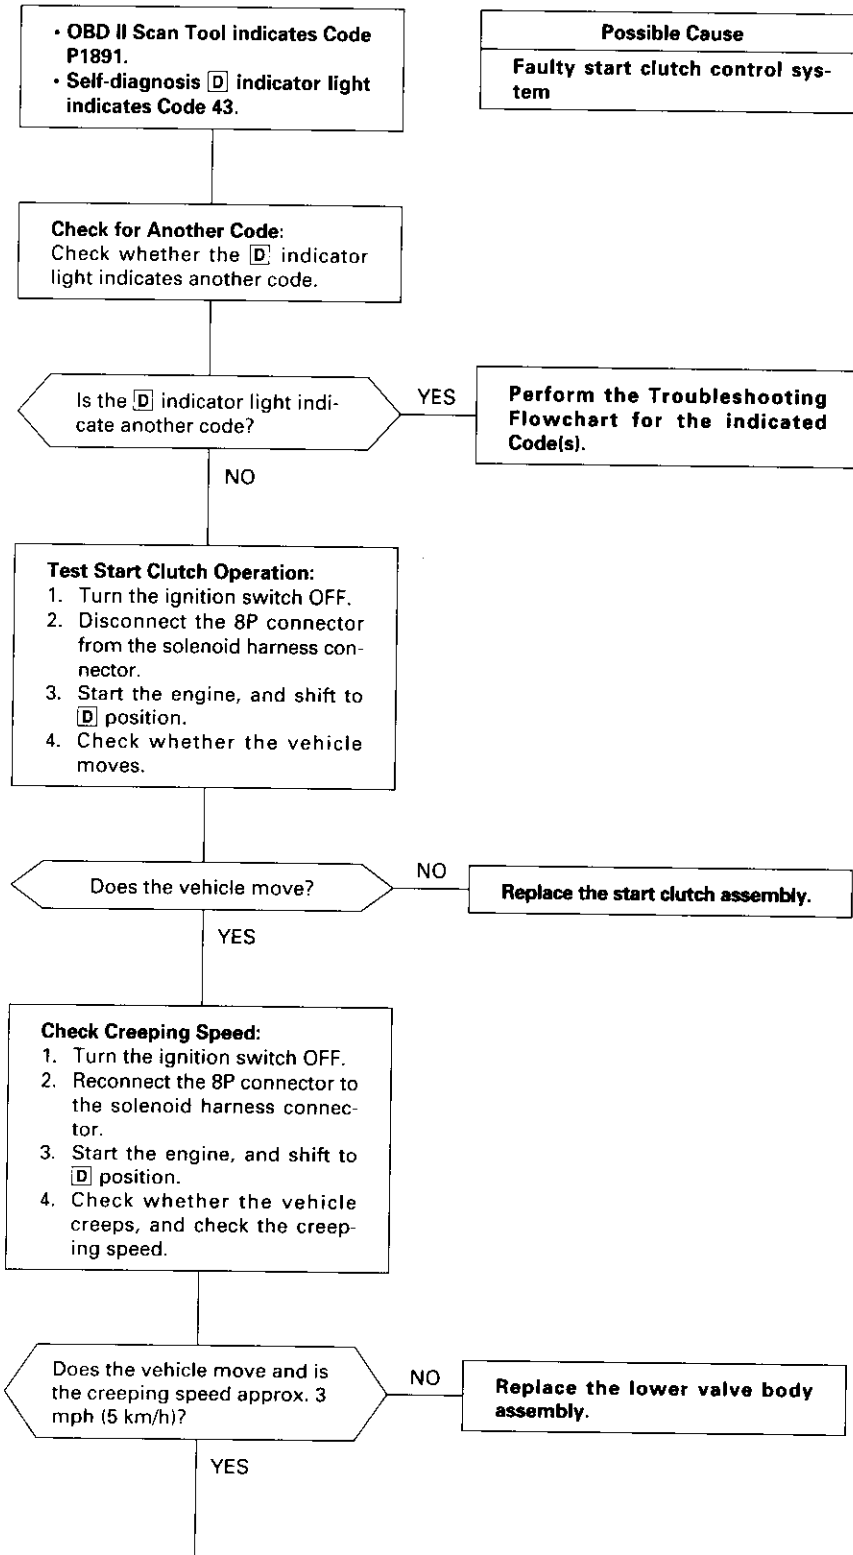 • OBD II Scan Tool indicates Code
P1891.
• Self-diagnosis D indicator light
indicates Code 43.
Possible Cause
Faulty start clutch control sys-
tem
Check for Another Code:
Check whether the D indicator
light indicates another code.
Is the D indicator light indi-
cate another code?
YES
Perform the Troubleshooting
Flowchart for the indicated
Code(s).
NO
Test Start Clutch Operation:
1. Turn the ignition switch OFF.
2. Disconnect the 8P connector
from the solenoid harness con-
nector.
3. Start the engine, and shift to
D position.
4. Check whether the vehicle
moves.
Does the vehicle move?
NO
Replace the start clutch assembly.
YES
Check Creeping Speed:
1. Turn the ignition switch OFF.
2. Reconnect the 8P connector to
the solenoid harness connec-
tor.
3. Start the engine, and shift to
D position.
4. Check whether the vehicle
creeps, and check the creep-
ing speed.
Does the vehicle move and is
the creeping speed approx. 3
mph (5 km/h)?
NO
Replace the lower valve body
assembly.
YES